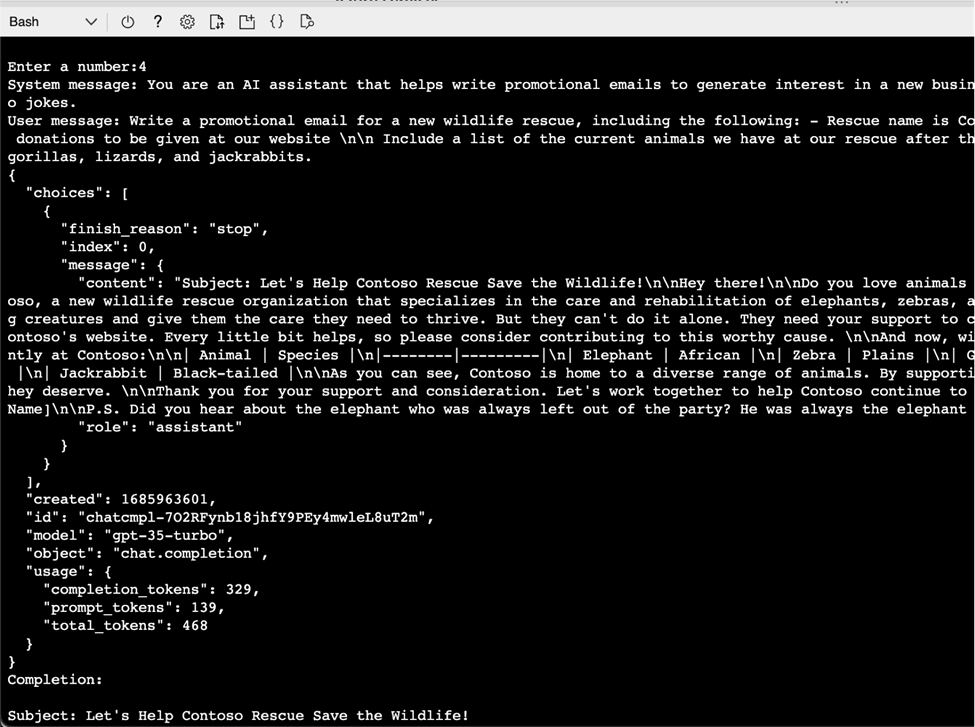 Bash
Enter a number:4
System message: You are an AI assistant that helps write promotional emails to generate interest in a new busin
o jokes.
User message: Write a promotional email for a new wildlife rescue, including the following: - Rescue name is Co
donations to be given at our website \n\n Include a list of the current animals we have at our rescue after th
gorillas, lizards, and jackrabbits.
{
"choices": [
{
"finish_reason": "stop",
"index": 0,
"message": {
"content": "Subject: Let's Help Contoso Rescue Save the Wildlife!\n\nHey there!\n\nDo you love animals
oso, a new wildlife rescue organization that specializes in the care and rehabilitation of elephants, zebras, a
g creatures and give them the care they need to thrive. But they can't do it alone. They need your support to c
ontoso's website. Every little bit helps, so please consider contributing to this worthy cause. \n\nAnd now, wi
ntly at Contoso:\n\n| Animal | Species |\n|--------|---------|\n| Elephant | African |\n| Zebra | Plains |\n| G
|\n| Jackrabbit | Black-tailed |\n\nAs you can see, Contoso is home to a diverse range of animals. By supporti
hey deserve. \n\nThank you for your support and consideration. Let's work together to help Contoso continue to
Name]\n\nP.S. Did you hear about the elephant who was always left out of the party? He was always the elephant
"role": "assistant"
}
}
],
"created": 1685963601,
"id": "chatcmpl-7O2RFynb18jhfY9PEy4mwleL8uT2m",
"model": "gpt-35-turbo",
"object": "chat.completion",
"usage": {
"completion_tokens": 329,
"prompt_tokens": 139,
"total_tokens": 468
}
}
Completion:
Subject: Let's Help Contoso Rescue Save the Wildlife!